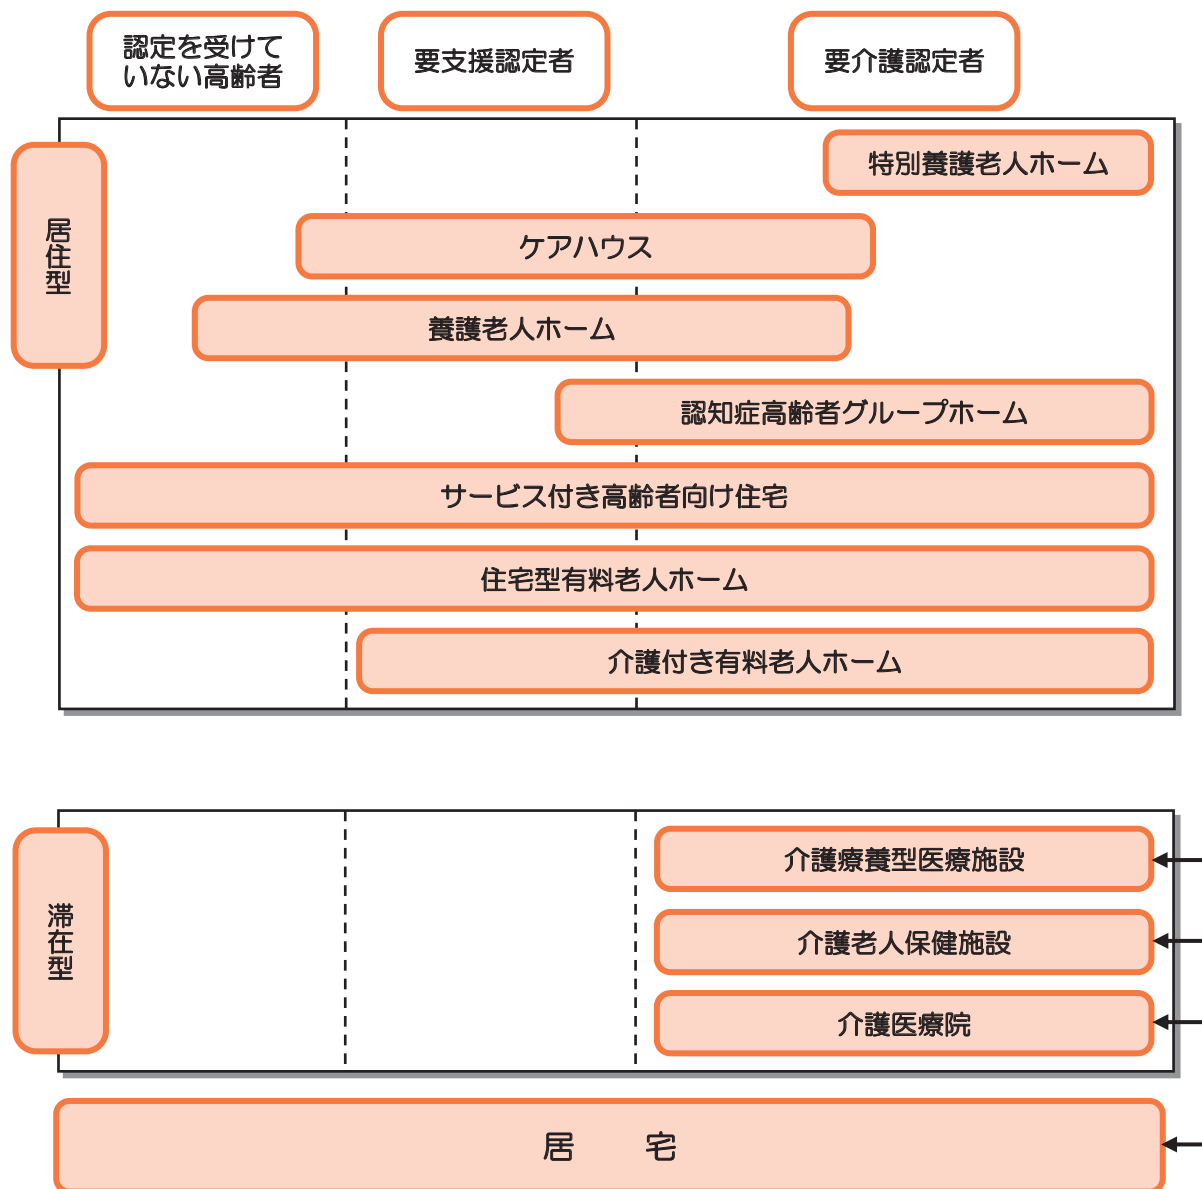 認定を受けて
いない高齢者
要支援認定者
要介護認定者
居住型
特別養護老人ホーム
ケアハウス
養護老人ホーム
認知症高齢者グループホーム
サービス付き高齢者向け住宅
住宅型有料老人ホーム
介護付き有料老人ホーム
滞在型
介護療養型医療施設
介護老人保健施設
介護医療院
居　宅